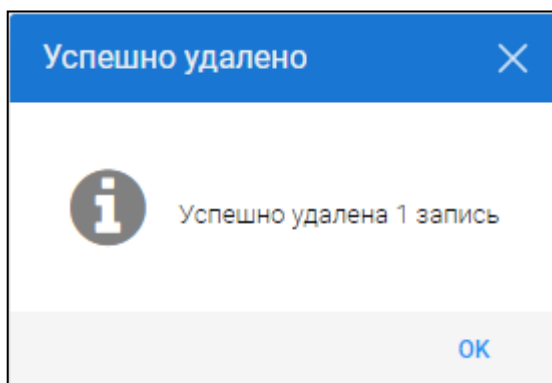 Успешно удалено
Успешно удалена 1 запись
OK